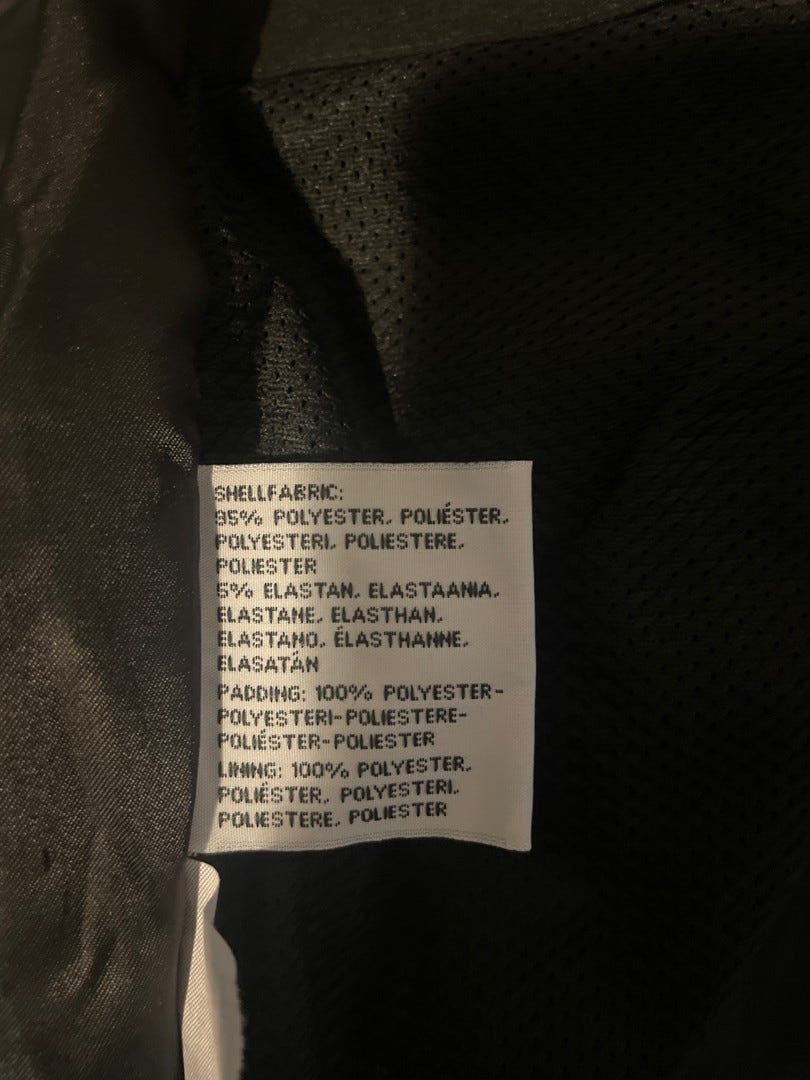 SHELLFABRIC:
95% POLYESTER, POLIÉSTER,
POLYESTERI, POLIESTERE,
POLIESTER
5% ELASTAN, ELASTAANIA,
ELASTANE, ELASTHAN,
ELASTANO, ÉLASTHANNE,
ELASATÁN
PADDING: 100% POLYESTER-
POLYESTERI-POLIESTERE-
POLIÉSTER-POLIESTER
LINING: 100% POLYESTER,
POLIÉSTER, POLYESTERI,
POLIESTERE, POLIESTER